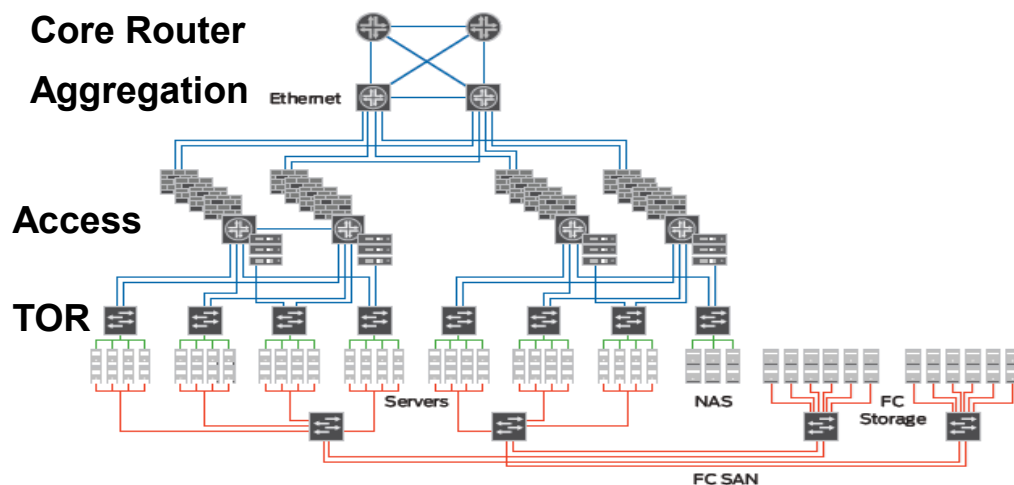 Core Router
Aggregation
Ethernet
Access
TOR
Servers
NAS
FC
Storage
FC SAN